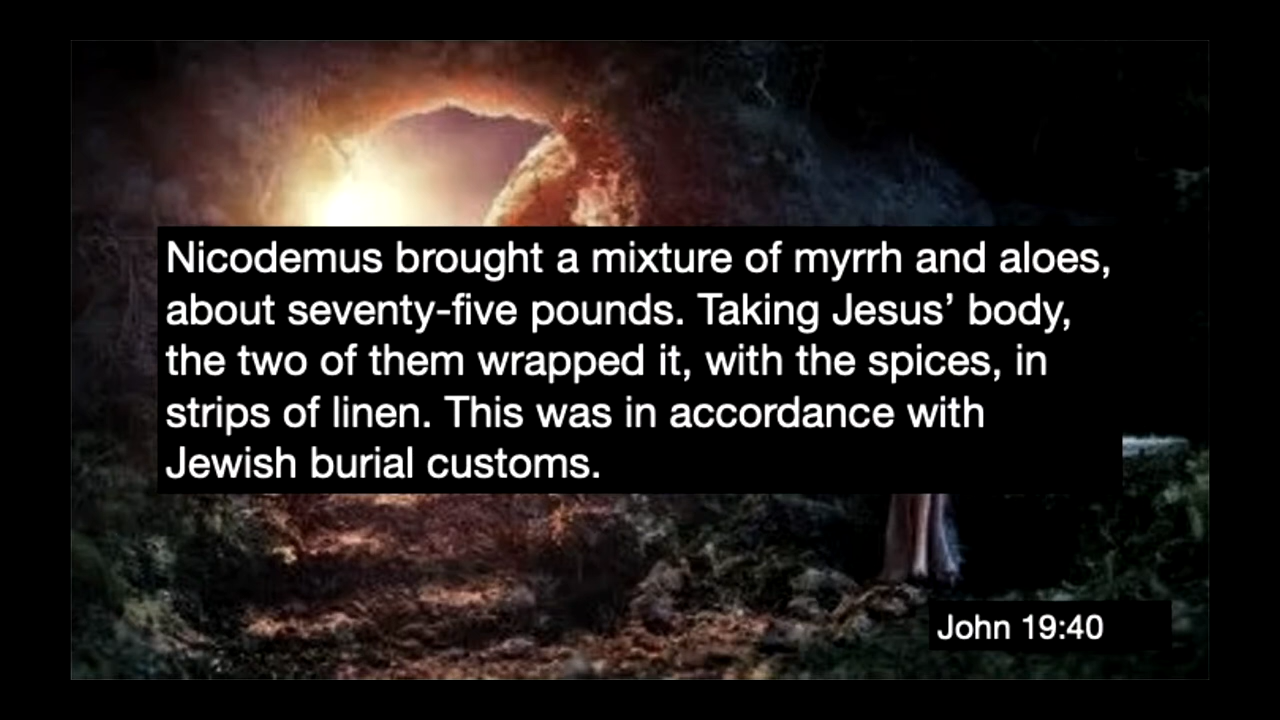 Nicodemus brought a mixture of myrrh and aloes,
about seventy-five pounds. Taking Jesus’ body,
the two of them wrapped it, with the spices, in
strips of linen. This was in accordance with
Jewish burial customs.
John 19:40